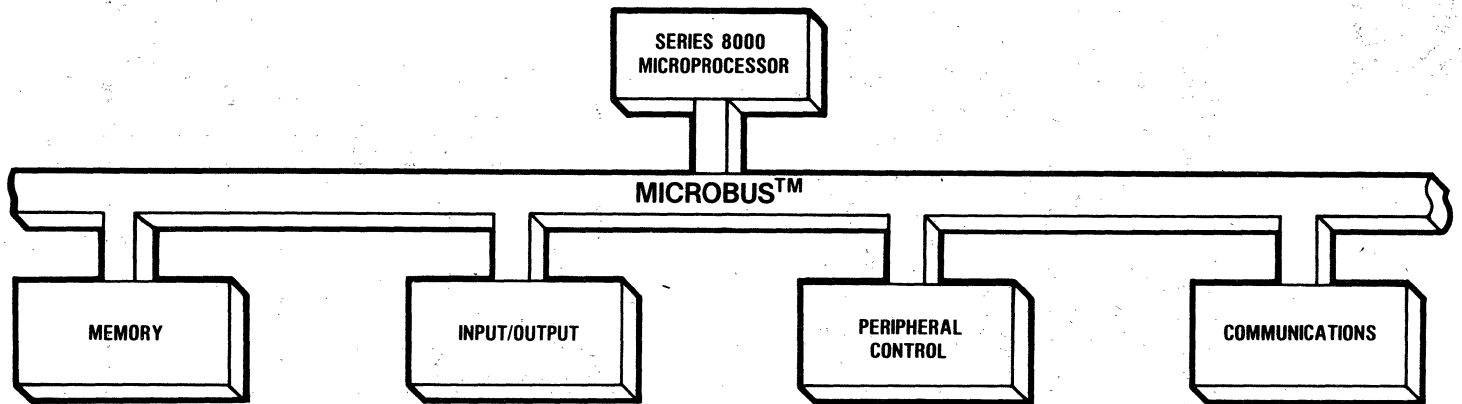 SERIES 8000
MICROPROCESSOR
MICROBUS™
MEMORY
INPUT/OUTPUT
PERIPHERAL
CONTROL
COMMUNICATIONS